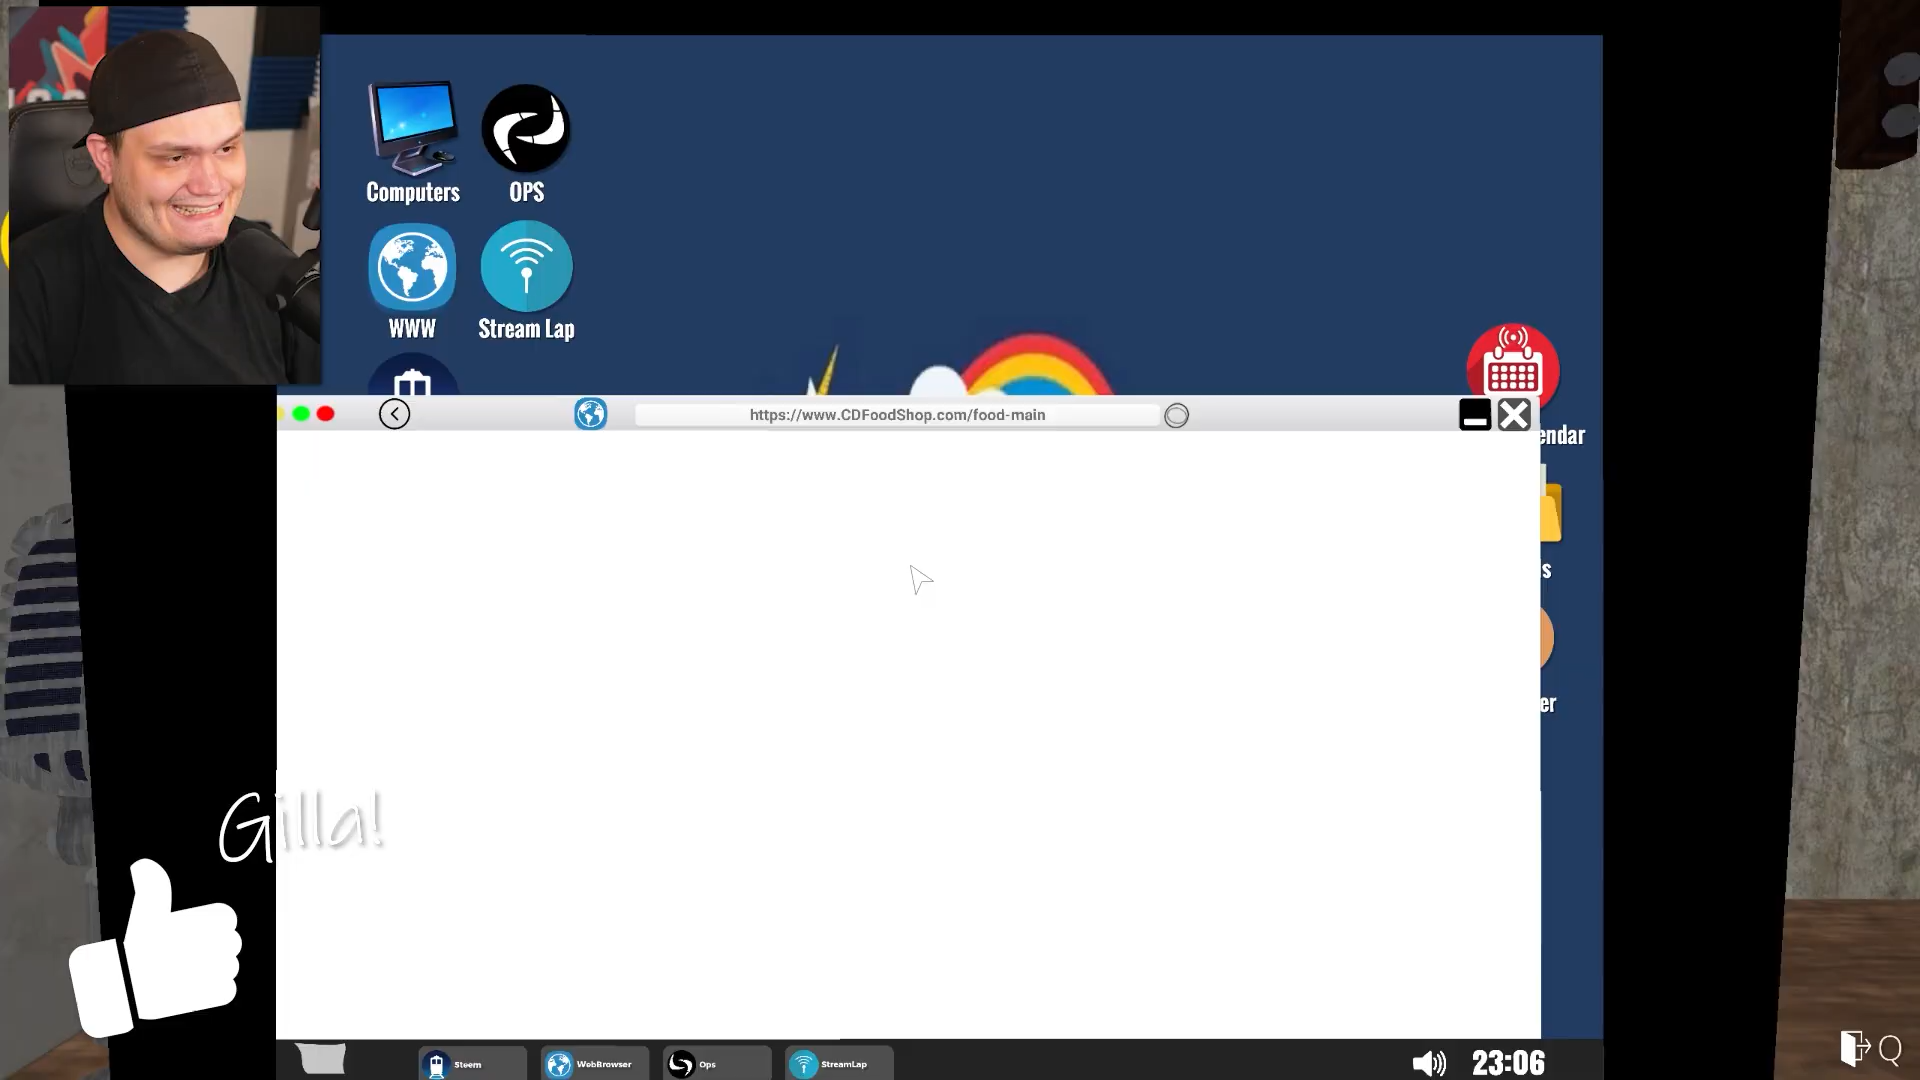 Computers
OPS
WWW
Stream Lap
https://www.CDFoodShop.com/food-main
endar
s
er
Gilla!
Steem
WebBrowser
Ops
StreamLap
23:06
Q